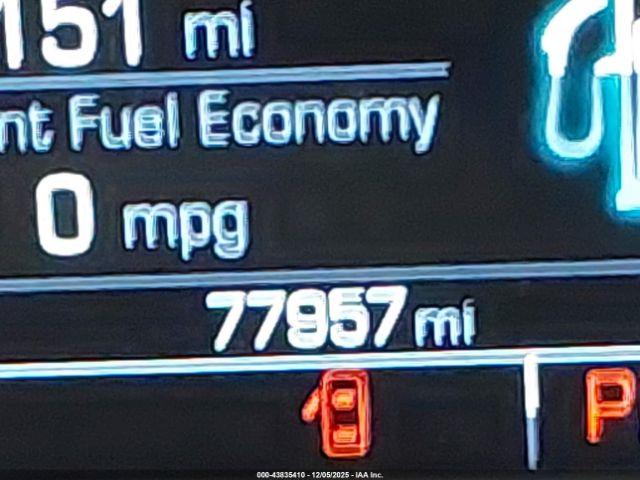 151 mi
nt Fuel Economy
0 mpg
77957 mi
P
000-43835410 - 12/05/2025 - IAA Inc.